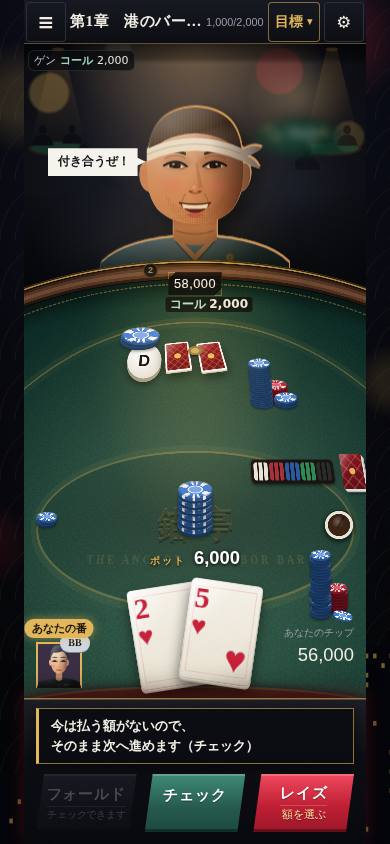 第1章 港のバー… 1,000/2,000 目標 ▾
ゲン コール 2,000
付き合うぜ！
2
58,000
コール 2,000
D
ポット 6,000
あなたの番
BB
2
5
あなたのチップ
56,000
今は払う額がないので、
そのまま次へ進めます（チェック）
フォールド
チェックできます
チェック
レイズ
額を選ぶ